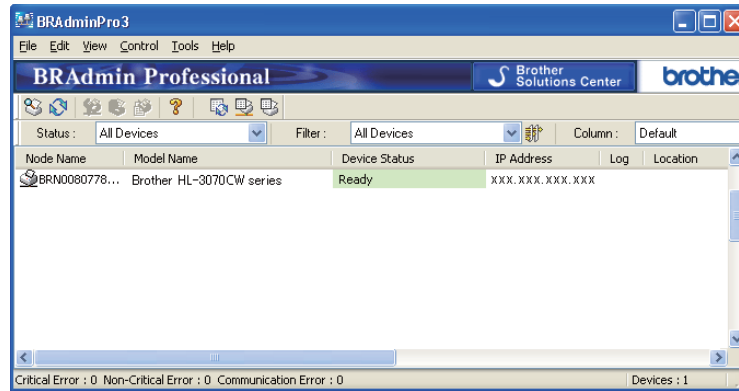 BRAdminPro3
File Edit View Control Tools Help
BRAdmin Professional Brother Solutions Center brothe
Status : All Devices Filter : All Devices Column : Default
Node Name Model Name Device Status IP Address Log Location
BRN0080778... Brother HL-3070CW series Ready XXX.XXX.XXX.XXX
Critical Error : 0 Non-Critical Error : 0 Communication Error : 0 Devices : 1